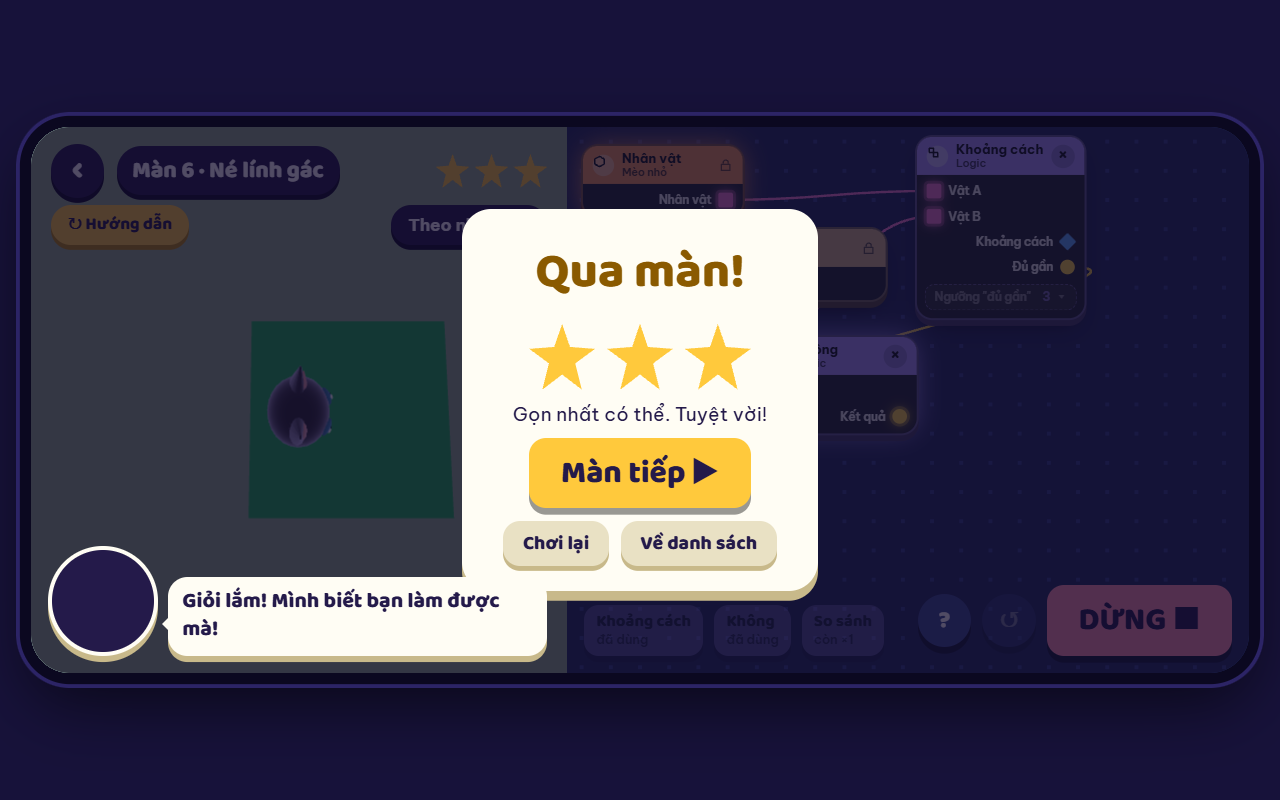 Màn 6 • Né lính gác
↻ Hướng dẫn
Theo n
Nhân vật
Mèo nhỏ
Nhân vật
Khoảng cách
Logic
Vật A
Vật B
Khoảng cách
Đủ gần
Ngưỡng "đủ gần" 3
Kết quả
Qua màn!
Gọn nhất có thể. Tuyệt vời!
Màn tiếp ▶
Chơi lại
Về danh sách
Giỏi lắm! Mình biết bạn làm được
mà!
Khoảng cách
đã dùng
Không
đã dùng
So sánh
còn ×1
?
DỪNG ■